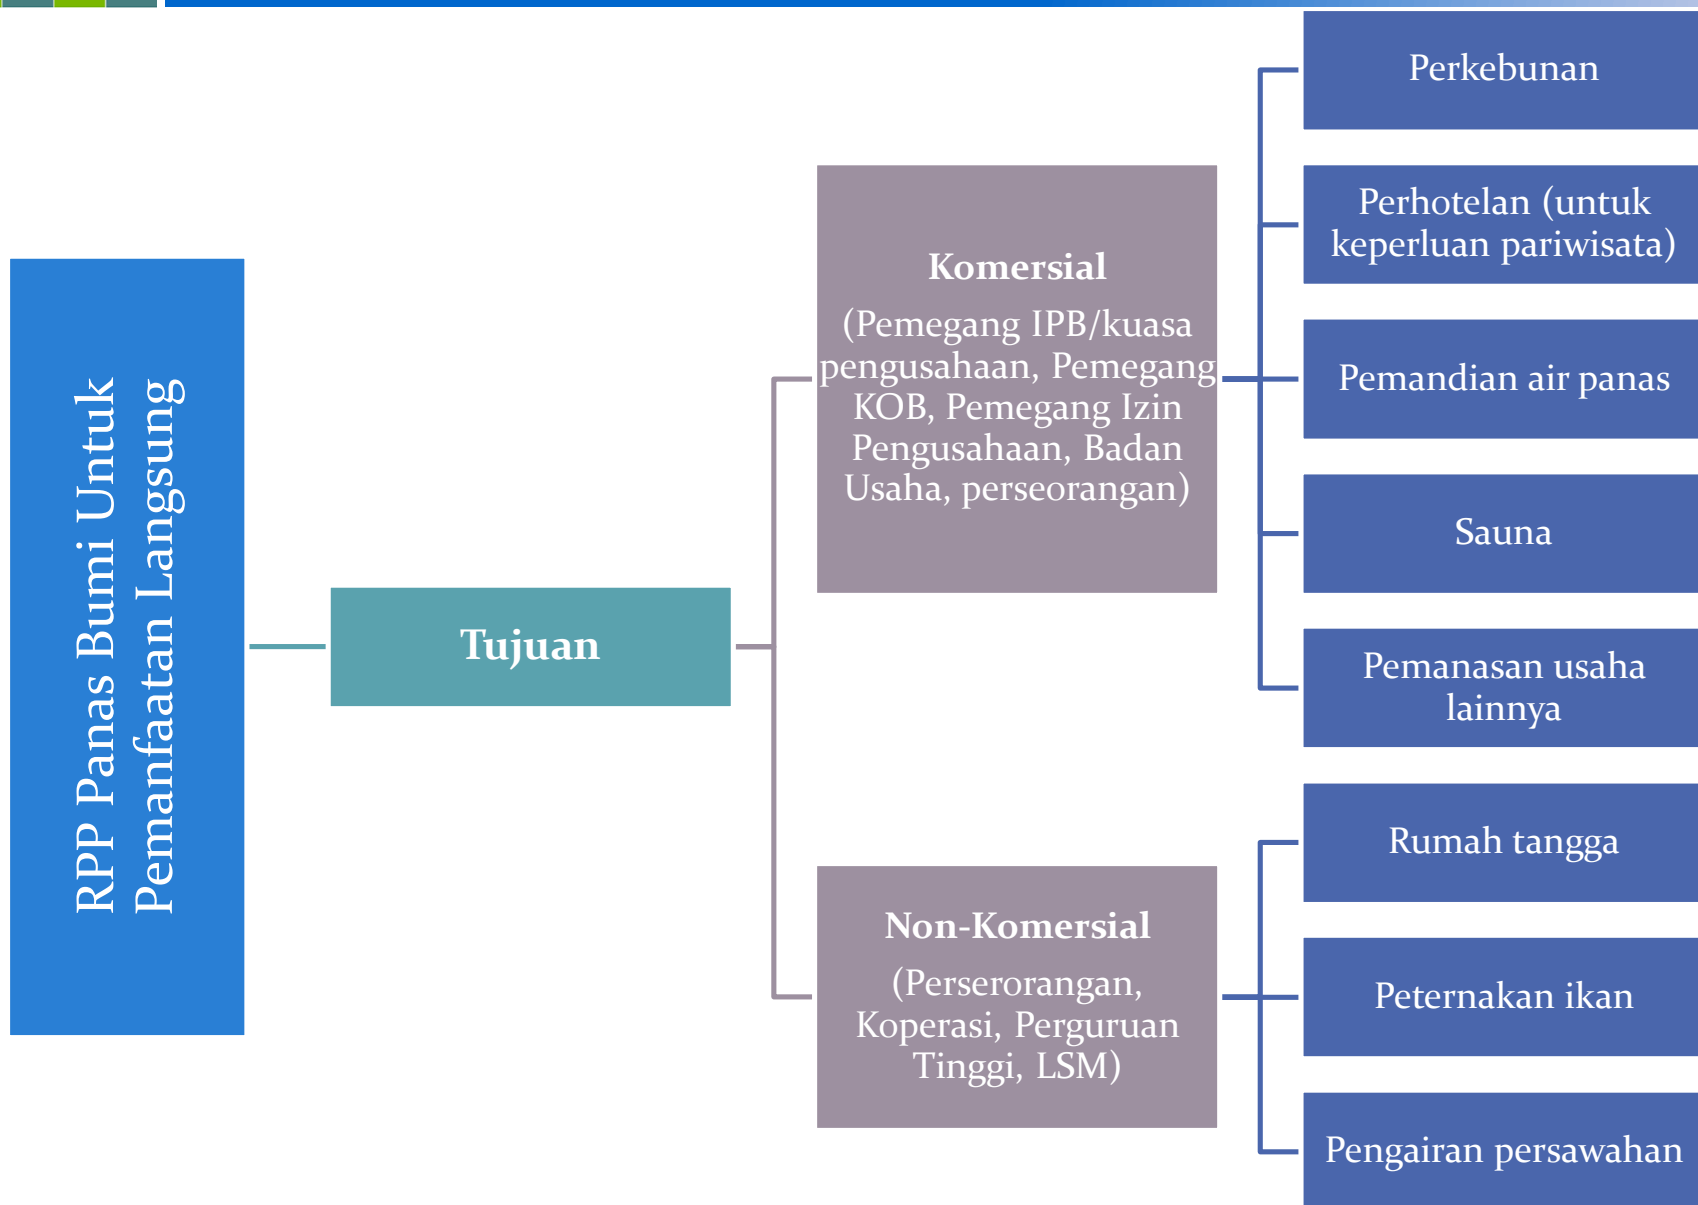 RPP Panas Bumi Untuk
Pemanfaatan Langsung
Tujuan
Komersial
(Pemegang IPB/kuasa
pengusahaan, Pemegang
KOB, Pemegang Izin
Pengusahaan, Badan
Usaha, perseorangan)
Perkebunan
Perhotelan (untuk
keperluan pariwisata)
Pemandian air panas
Sauna
Pemanasan usaha
lainnya
Non-Komersial
(Perserorangan,
Koperasi, Perguruan
Tinggi, LSM)
Rumah tangga
Peternakan ikan
Pengairan persawahan